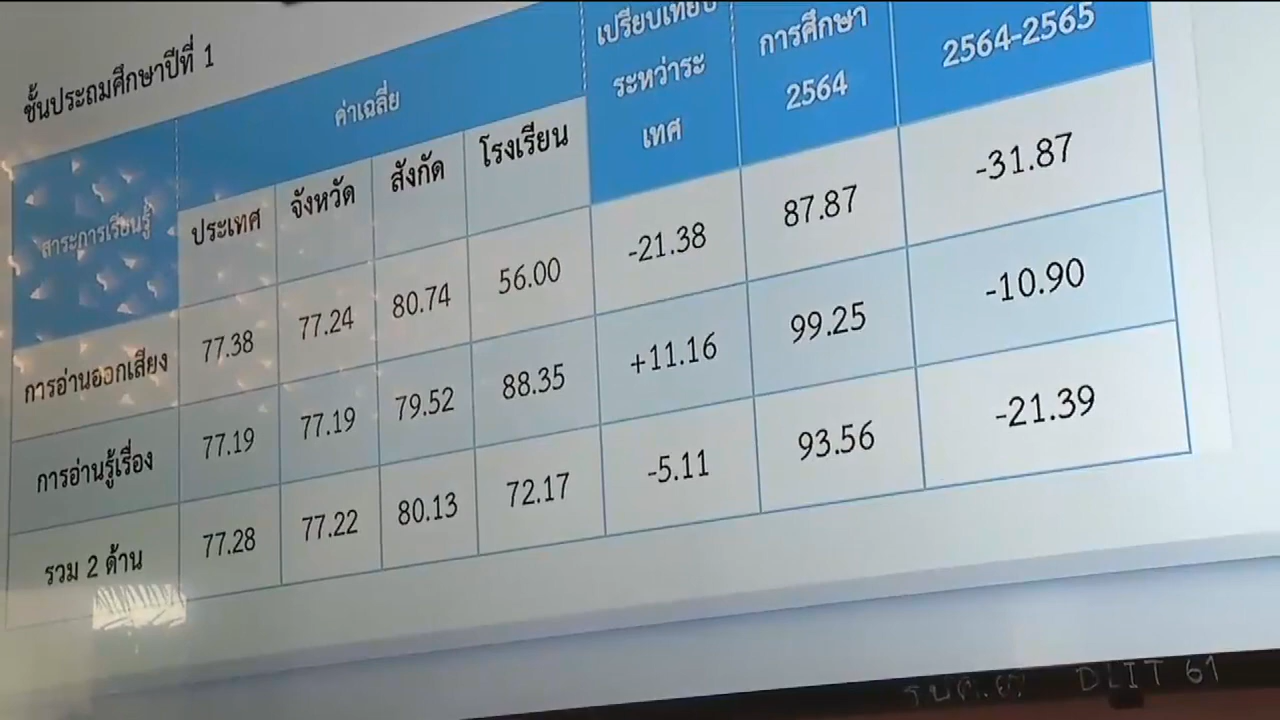 ชั้นประถมศึกษาปีที่ 1
สาระการเรียนรู้
ค่าเฉลี่ย
ประเทศ จังหวัด สังกัด โรงเรียน
เปรียบเทียบ
ระหว่าระ
เทศ
การศึกษา
2564
2564-2565
การอ่านออกเสียง 77.38 77.24 80.74 56.00 -21.38 87.87 -31.87
การอ่านรู้เรื่อง 77.19 77.19 79.52 88.35 +11.16 99.25 -10.90
รวม 2 ด้าน 77.28 77.22 80.13 72.17 -5.11 93.56 -21.39
DLIT 61